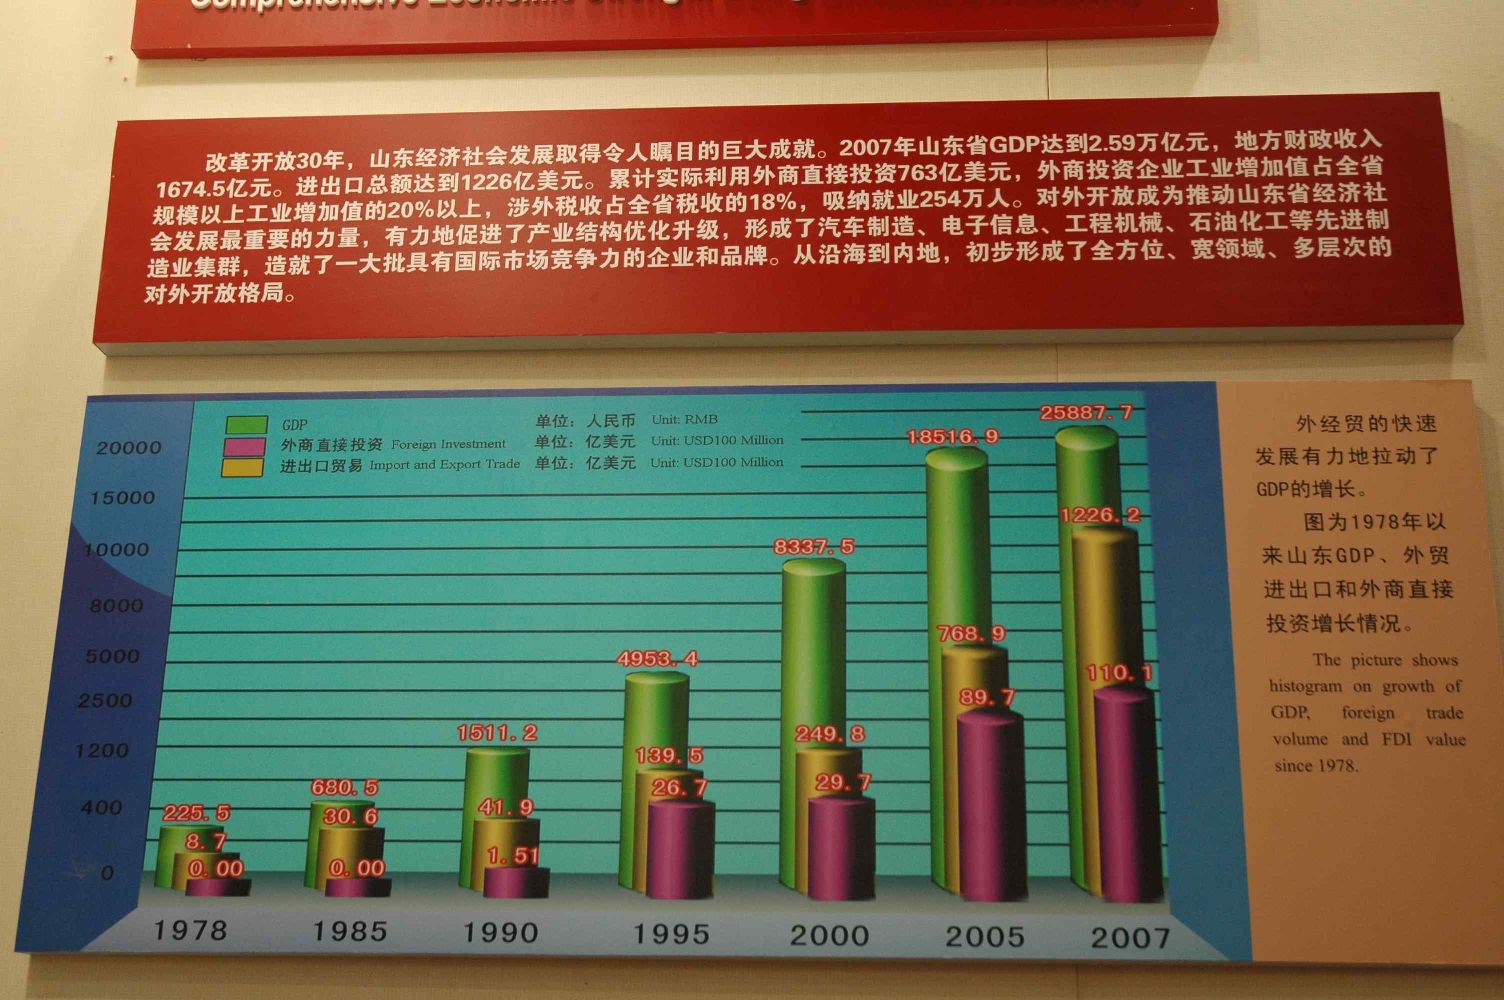 Comprehensive
改革开放30年，山东经济社会发展取得令人瞩目的巨大成就。2007年山东省GDP达到2.59万亿元，地方财政收入
1674.5亿元。进出口总额达到1226亿美元。累计实际利用外商直接投资763亿美元，外商投资企业工业增加值占全省
规模以上工业增加值的20%以上，涉外税收占全省税收的18%，吸纳就业254万人。对外开放成为推动山东省经济社
会发展最重要的力量，有力地促进了产业结构优化升级，形成了汽车制造、电子信息、工程机械、石油化工等先进制
造业集群，造就了一大批具有国际市场竞争力的企业和品牌。从沿海到内地，初步形成了全方位、宽领域、多层次的
对外开放格局。
GDP 单位：人民币 Unit: RMB
外商直接投资 Foreign Investment 单位：亿美元 Unit: USD100 Million
进出口贸易 Import and Export Trade 单位：亿美元 Unit: USD100 Million
20000
15000
10000
8000
5000
2500
1200
400
0
225.5
8.7
0.00
680.5
30.6
0.00
1511.2
41.9
1.51
4953.4
139.5
26.7
8337.5
249.8
29.7
18516.9
768.9
89.7
25887.7
1226.2
110.1
1978 1985 1990 1995 2000 2005 2007
外经贸的快速
发展有力地拉动了
GDP的增长。
图为1978年以
来山东GDP、外贸
进出口和外商直接
投资增长情况。
The picture shows
histogram on growth of
GDP, foreign trade
volume and FDI value
since 1978.